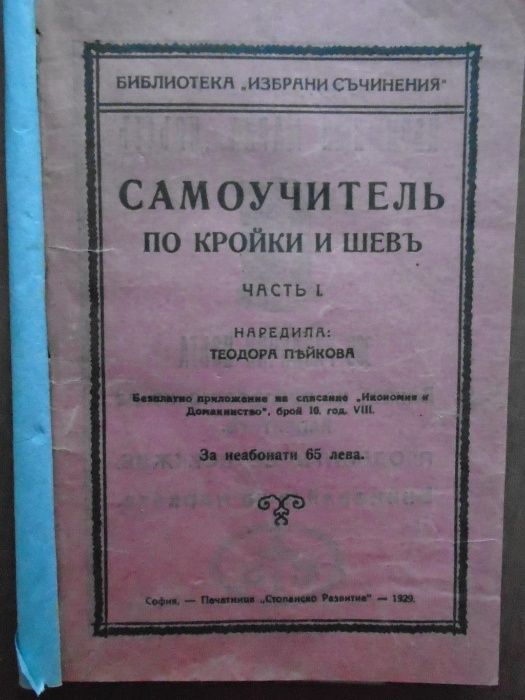 БИБЛИОТЕКА „ИЗБРАНИ СЪЧИНЕНИЯ"
САМОУЧИТЕЛЬ
ПО КРОЙКИ И ШЕВЪ
ЧАСТЬ I.
НАРЕДИЛА:
ТЕОДОРА ПѢЙКОВА
Безплатно приложение на списание „Икономия и
Домакинство", брой 10. год. VIII.
За неабонати 65 лева.
София, — Печатница „Стопанско Развитие" — 1929.